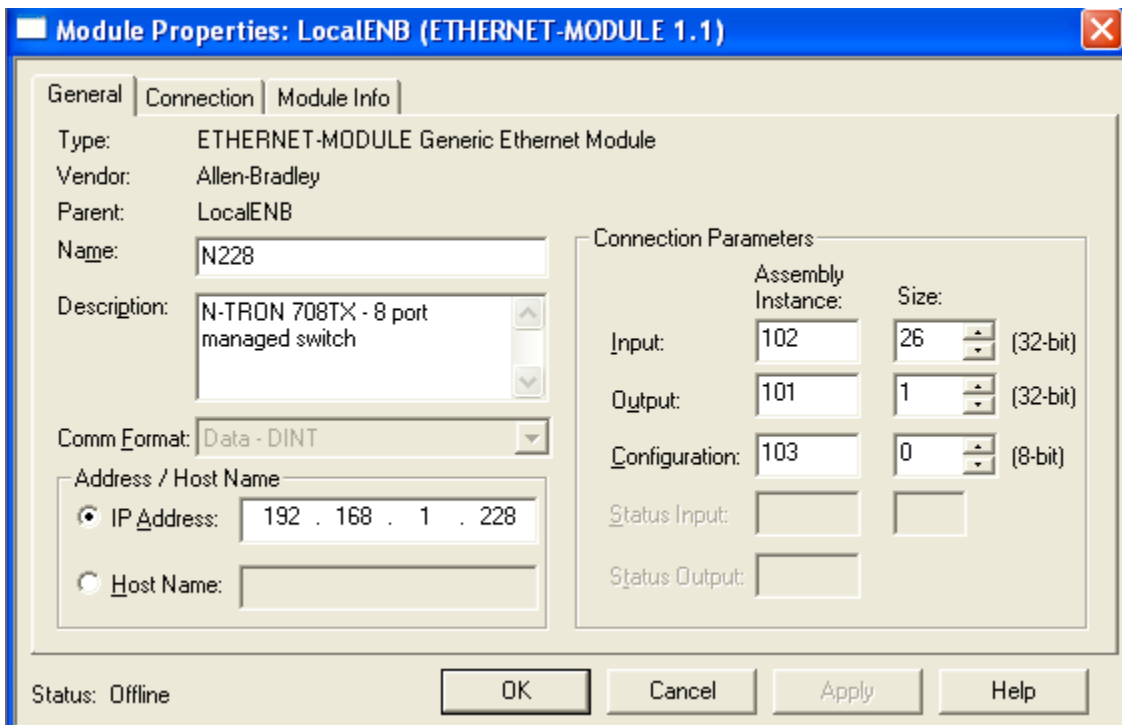 Module Properties: LocalENB (ETHERNET-MODULE 1.1)
General Connection Module Info
Type: ETHERNET-MODULE Generic Ethernet Module
Vendor: Allen-Bradley
Parent: LocalENB
Name: N228
Description: N-TRON 708TX - 8 port
managed switch
Comm Format: Data - DINT
Address / Host Name
IP Address: 192 . 168 . 1 . 228
Host Name:
Connection Parameters
Assembly
Instance: Size:
Input: 102 26 (32-bit)
Output: 101 1 (32-bit)
Configuration: 103 0 (8-bit)
Status Input:
Status Output:
Status: Offline OK Cancel Apply Help